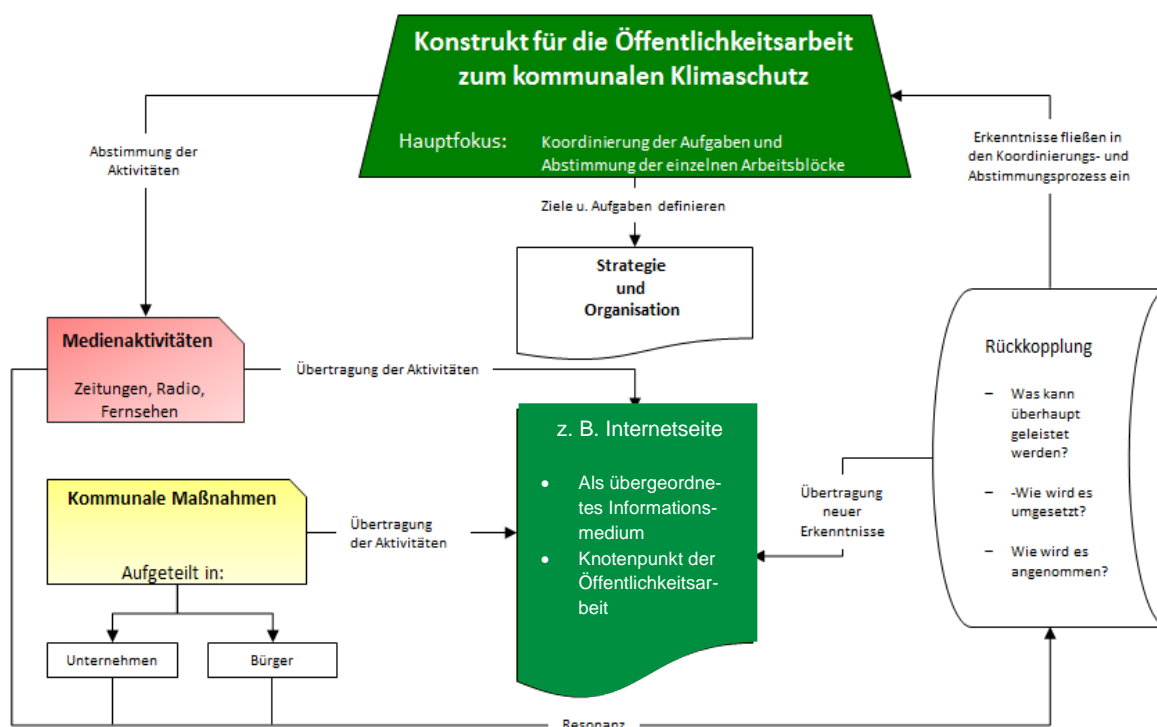 Konstrukt für die Öffentlichkeitsarbeit
zum kommunalen Klimaschutz
Hauptfokus: Koordinierung der Aufgaben und
Abstimmung der einzelnen Arbeitsblöcke
Abstimmung der
Aktivitäten
Erkenntnisse fließen in
den Koordinierungs- und
Abstimmungsprozess ein
Ziele u. Aufgaben definieren
Strategie
und
Organisation
Medienaktivitäten
Zeitungen, Radio,
Fernsehen
Übertragung der Aktivitäten
Rückkopplung
– Was kann
überhaupt
geleistet
werden?
– -Wie wird es
umgesetzt?
– Wie wird es
angenommen?
z. B. Internetseite
• Als übergeordne-
tes Informations-
medium
• Knotenpunkt der
Öffentlichkeitsar-
beit
Übertragung
neuer
Erkenntnisse
Kommunale Maßnahmen
Aufgeteilt in:
Übertragung
der Aktivitäten
Unternehmen
Bürger
Resonanz